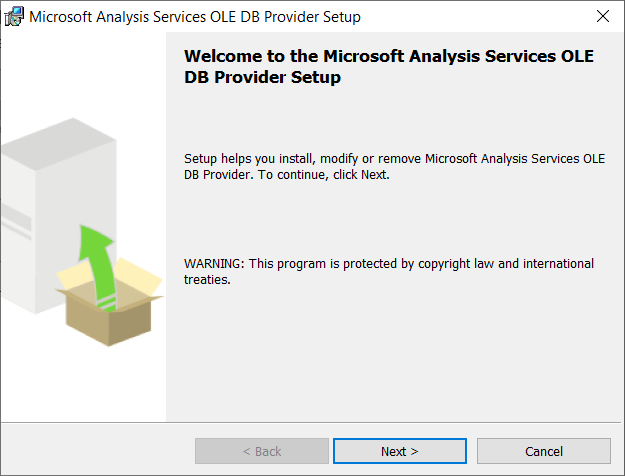 Microsoft Analysis Services OLE DB Provider Setup
Welcome to the Microsoft Analysis Services OLE
DB Provider Setup
Setup helps you install, modify or remove Microsoft Analysis Services OLE
DB Provider. To continue, click Next.
WARNING: This program is protected by copyright law and international
treaties.
< Back
Next >
Cancel